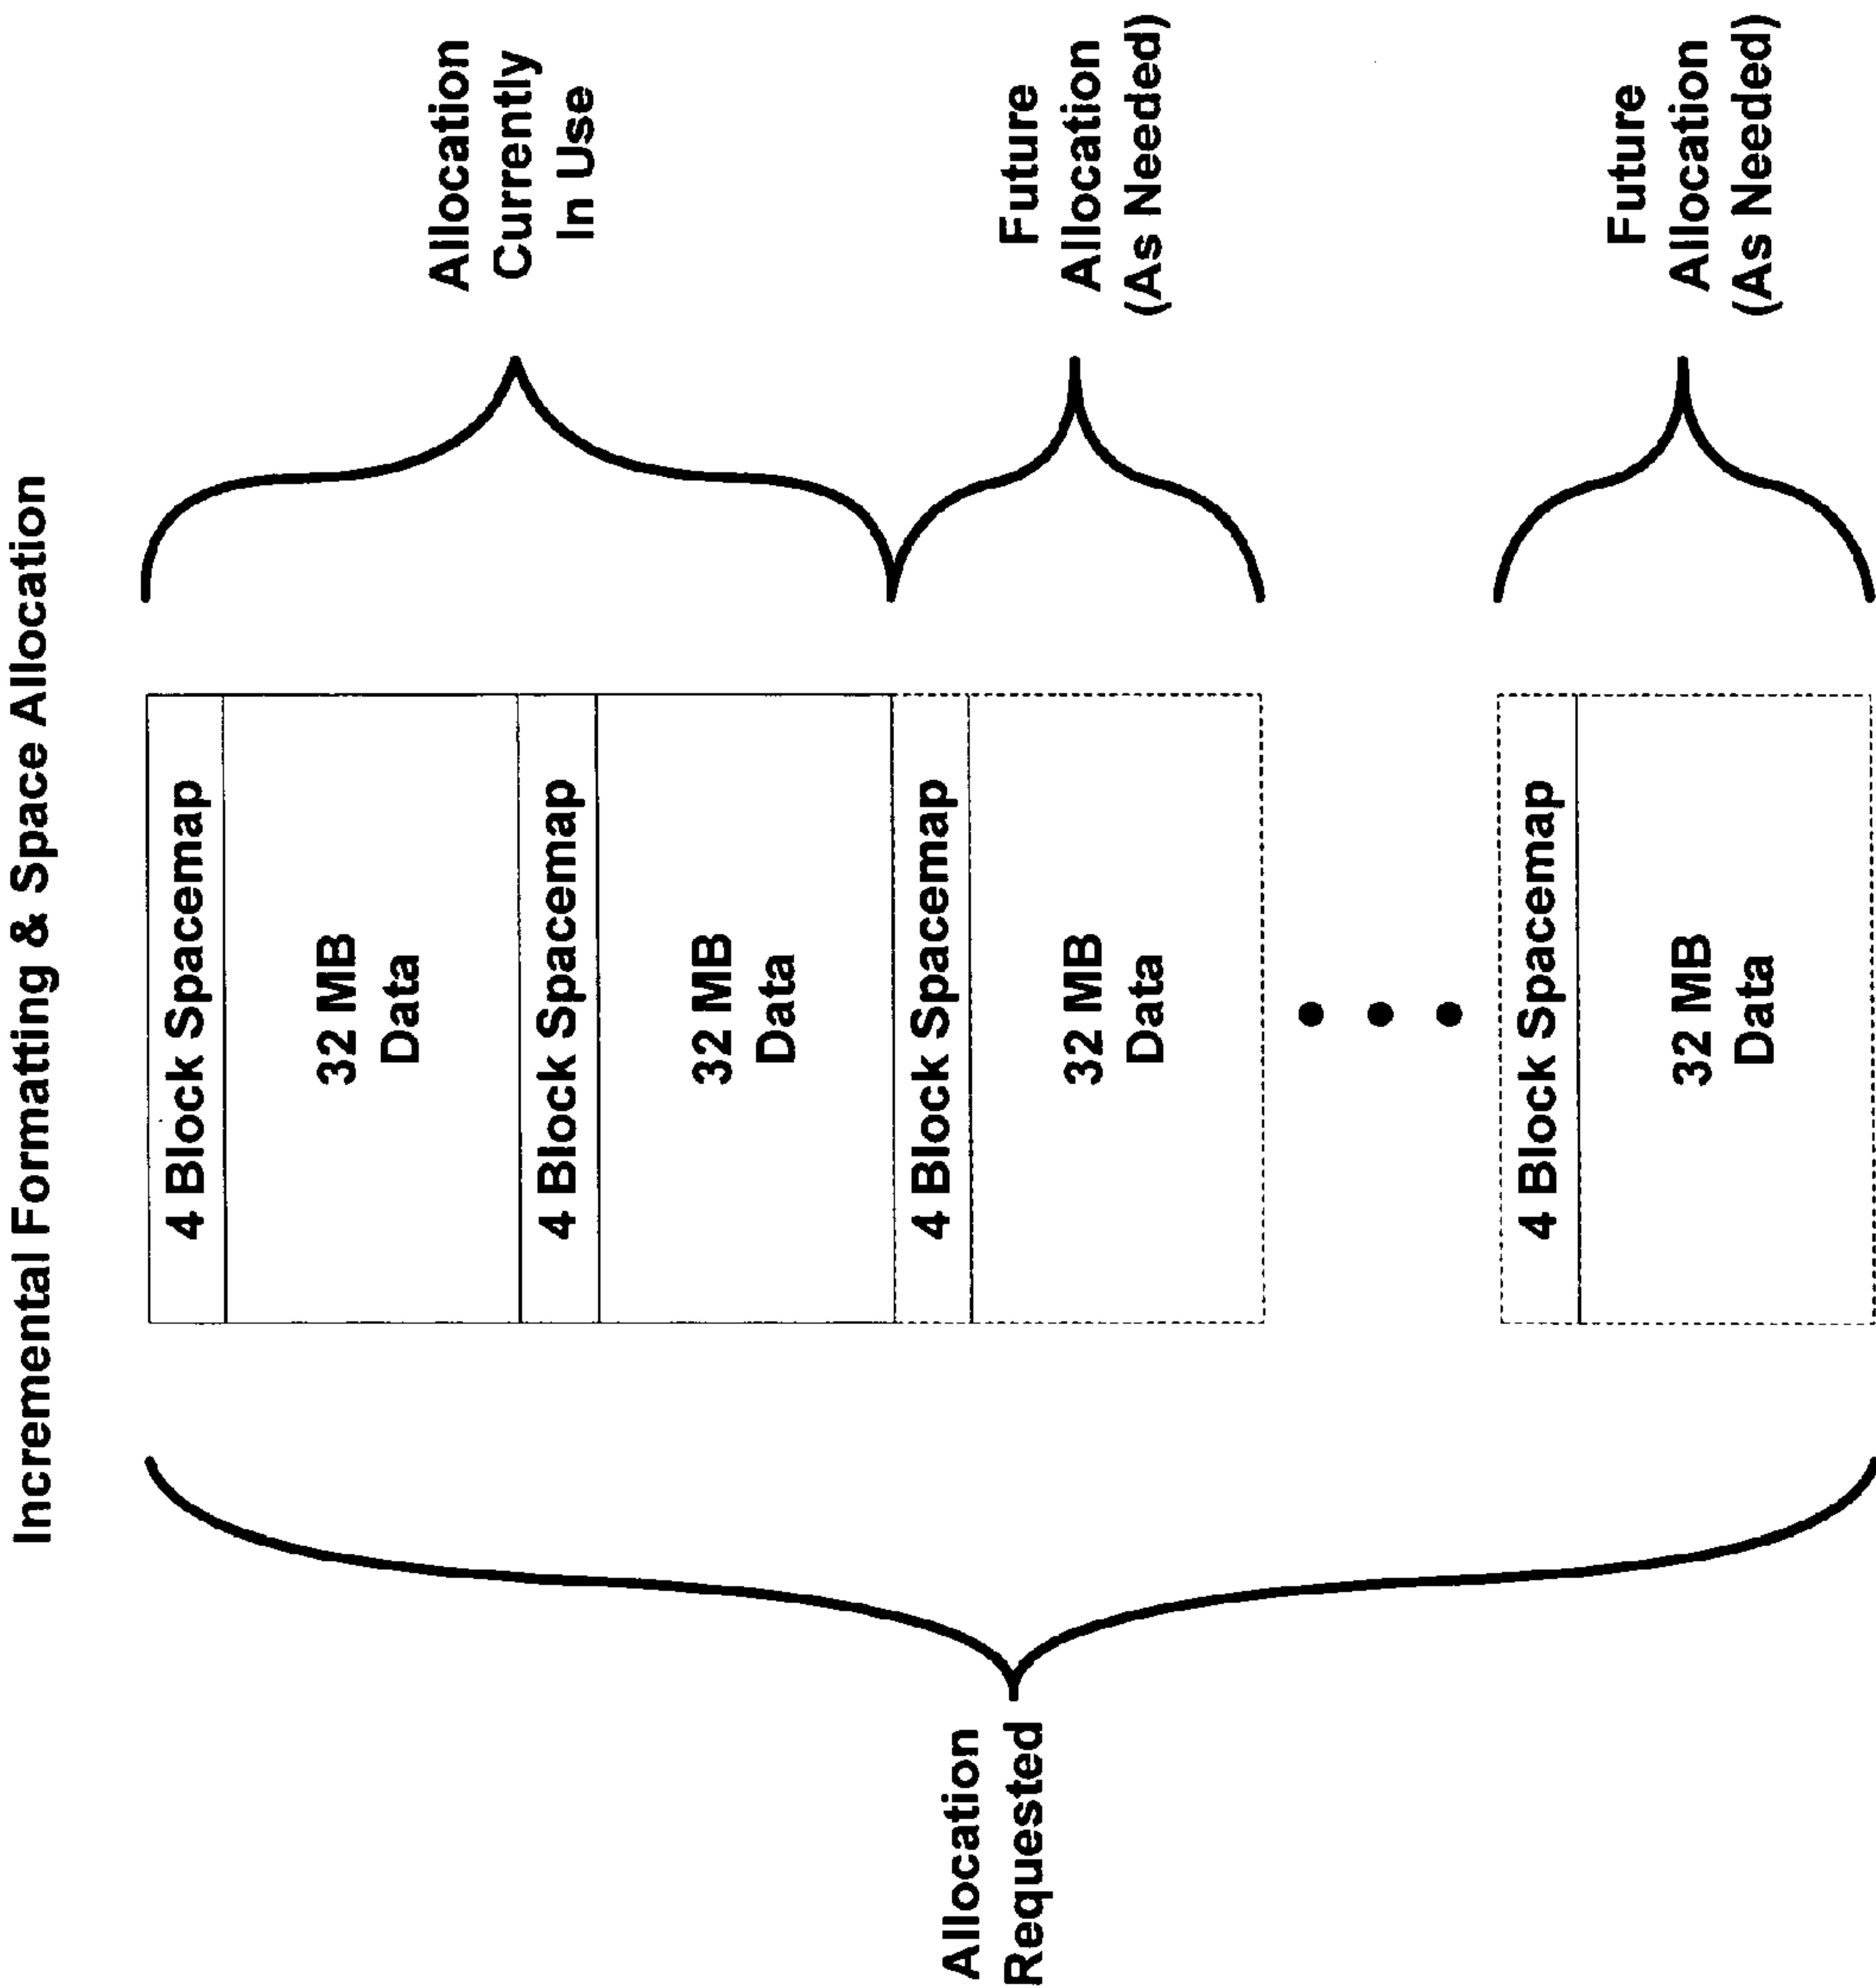 Incremental Formatting & Space Allocation
Allocation
Requested
4 Block Spacemap
32 MB
Data
4 Block Spacemap
32 MB
Data
4 Block Spacemap
32 MB
Data
4 Block Spacemap
32 MB
Data
Allocation
Currently
In Use
Future
Allocation
(As Needed)
Future
Allocation
(As Needed)